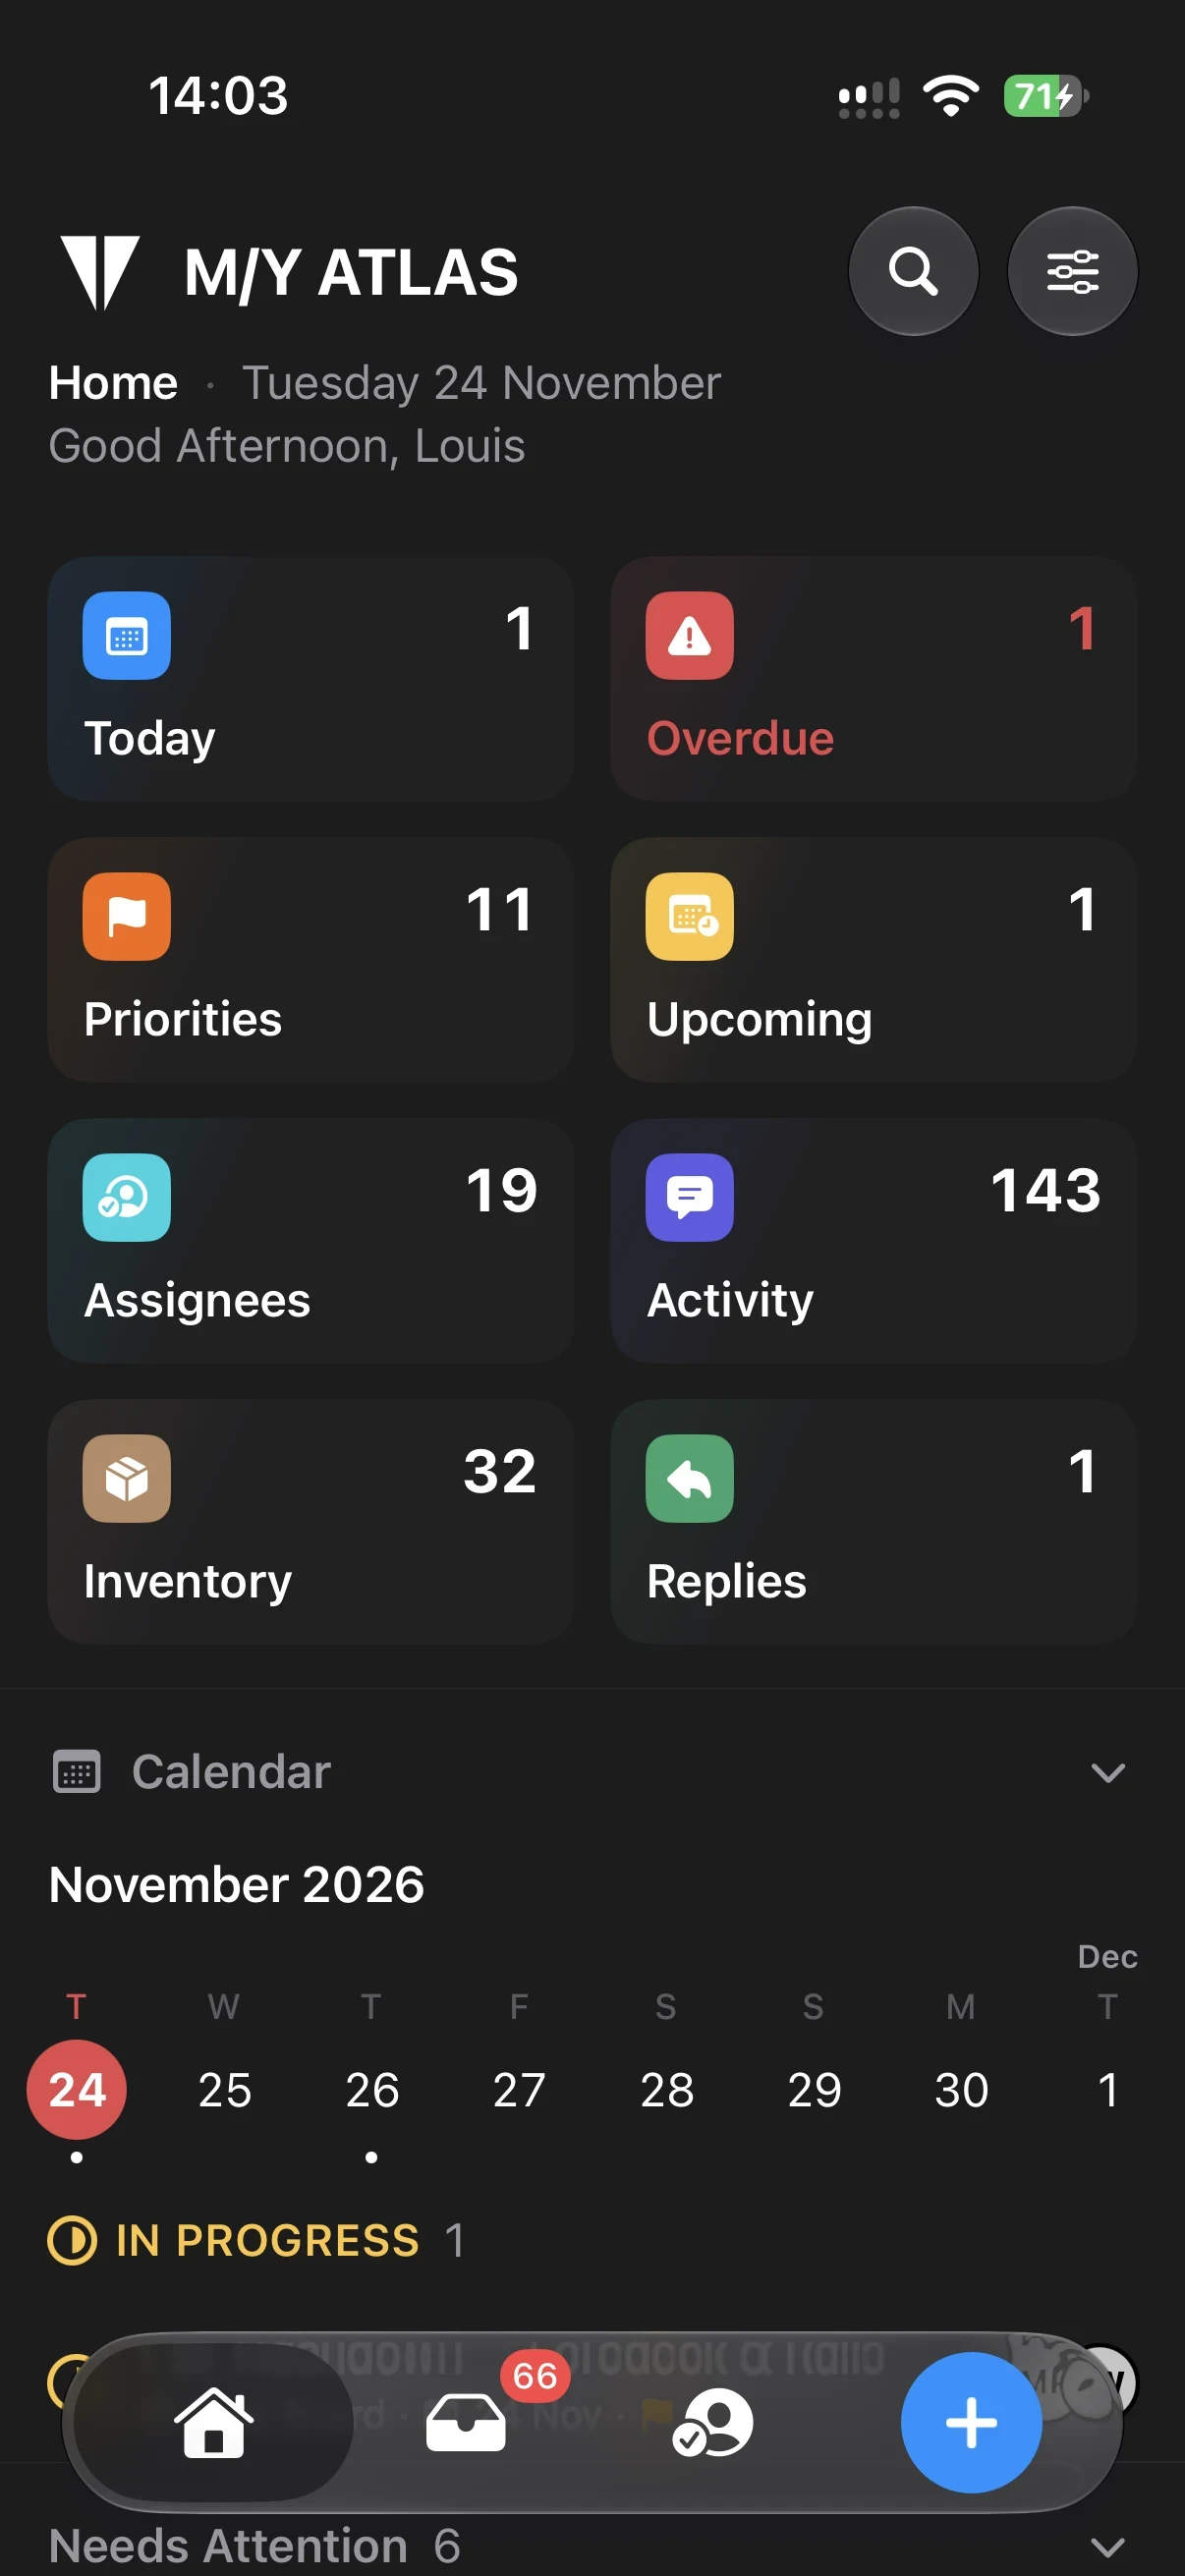 14:03
71
M/Y ATLAS
Home · Tuesday 24 November
Good Afternoon, Louis
1
Today
1
Overdue
11
Priorities
1
Upcoming
19
Assignees
143
Activity
32
Inventory
1
Replies
Calendar
November 2026
Dec
T W T F S S M T
24 25 26 27 28 29 30 1
IN PROGRESS 1
66
Nov
Needs Attention 6